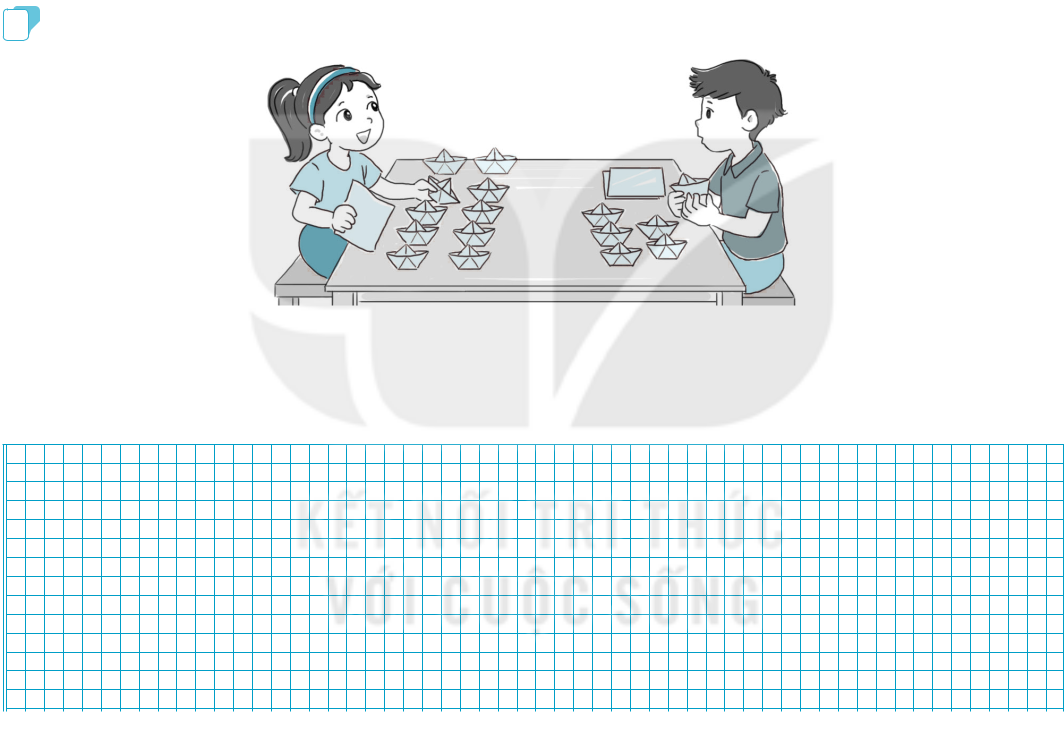 KẾT NỐI TRI THỨC
VỚI CUỘC SỐNG